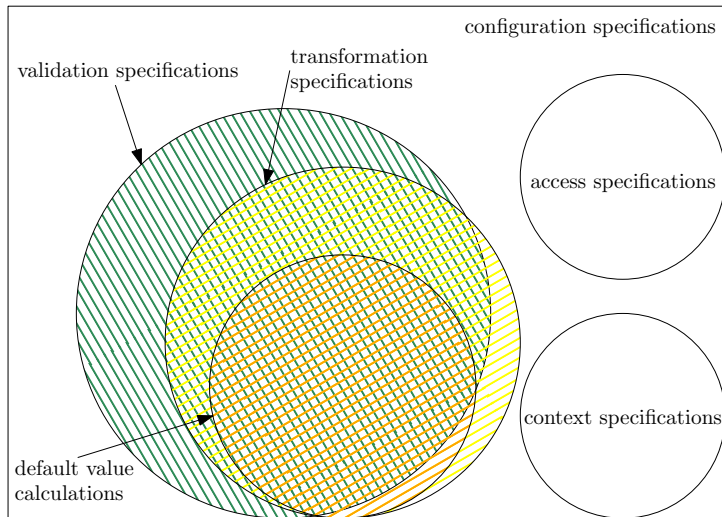 configuration specifications
validation specifications
transformation
specifications
access specifications
context specifications
default value
calculations